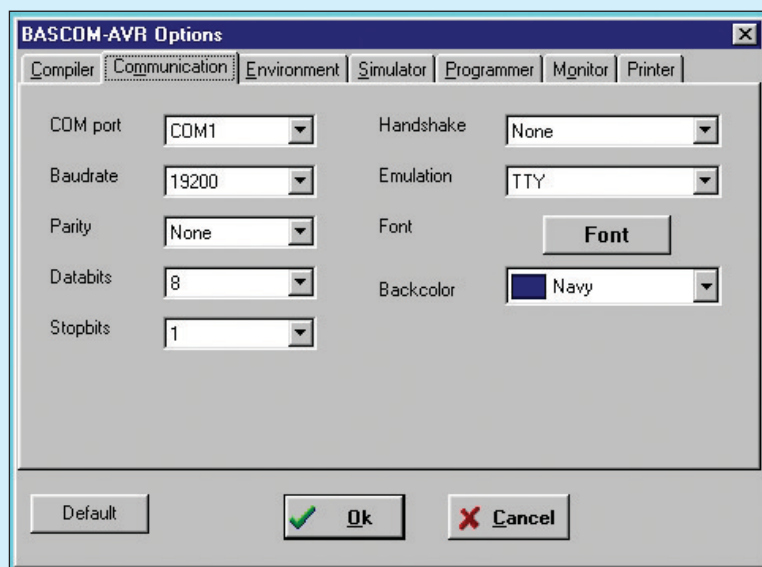 BASCOM-AVR Options
Compiler Communication Environment Simulator Programmer Monitor Printer
COM port COM1 Handshake None
Baudrate 19200 Emulation TTY
Parity None Font Font
Databits 8 Backcolor Navy
Stopbits 1
Default Ok Cancel